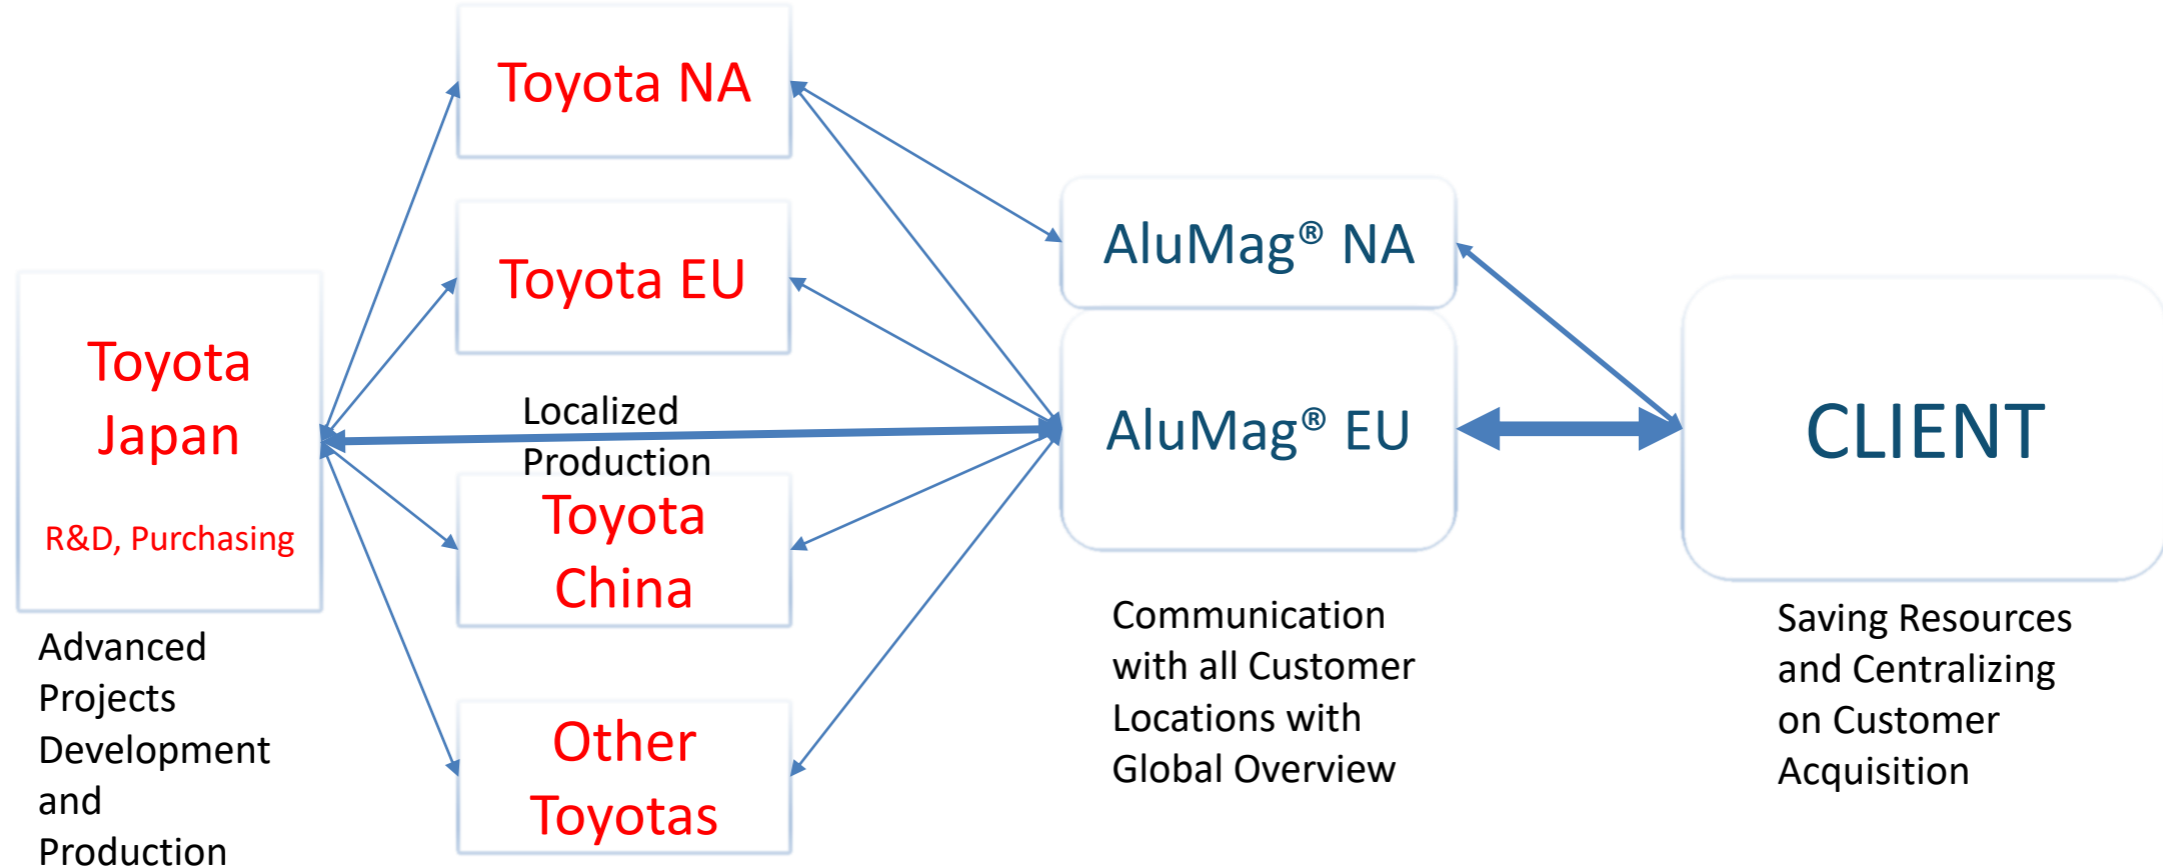 Toyota NA
Toyota EU
Toyota
Japan
R&D, Purchasing
Advanced
Projects
Development
and
Production
Localized
Production
Toyota
China
Other
Toyotas
AluMag® NA
AluMag® EU
Communication
with all Customer
Locations with
Global Overview
CLIENT
Saving Resources
and Centralizing
on Customer
Acquisition